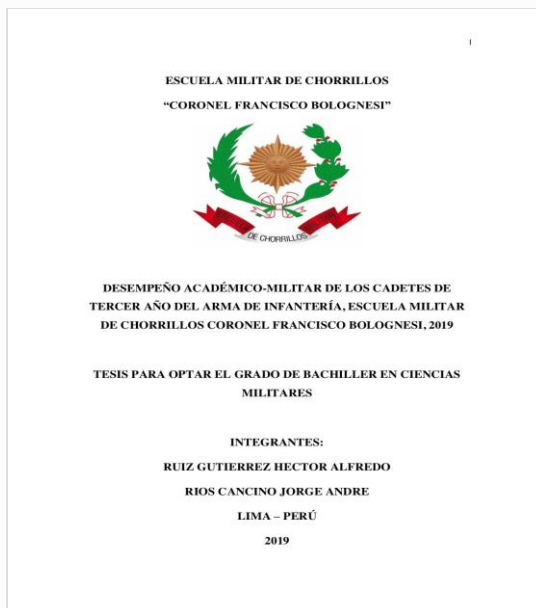 ESCUELA MILITAR DE CHORRILLOS
“CORONEL FRANCISCO BOLOGNESI”
DE CHORRILLOS
DESEMPEÑO ACADÉMICO-MILITAR DE LOS CADETES DE
TERCER AÑO DEL ARMA DE INFANTERÍA, ESCUELA MILITAR
DE CHORRILLOS CORONEL FRANCISCO BOLOGNESI, 2019
TESIS PARA OPTAR EL GRADO DE BACHILLER EN CIENCIAS
MILITARES
INTEGRANTES:
RUIZ GUTIERREZ HECTOR ALFREDO
RIOS CANCINO JORGE ANDRE
LIMA – PERÚ
2019